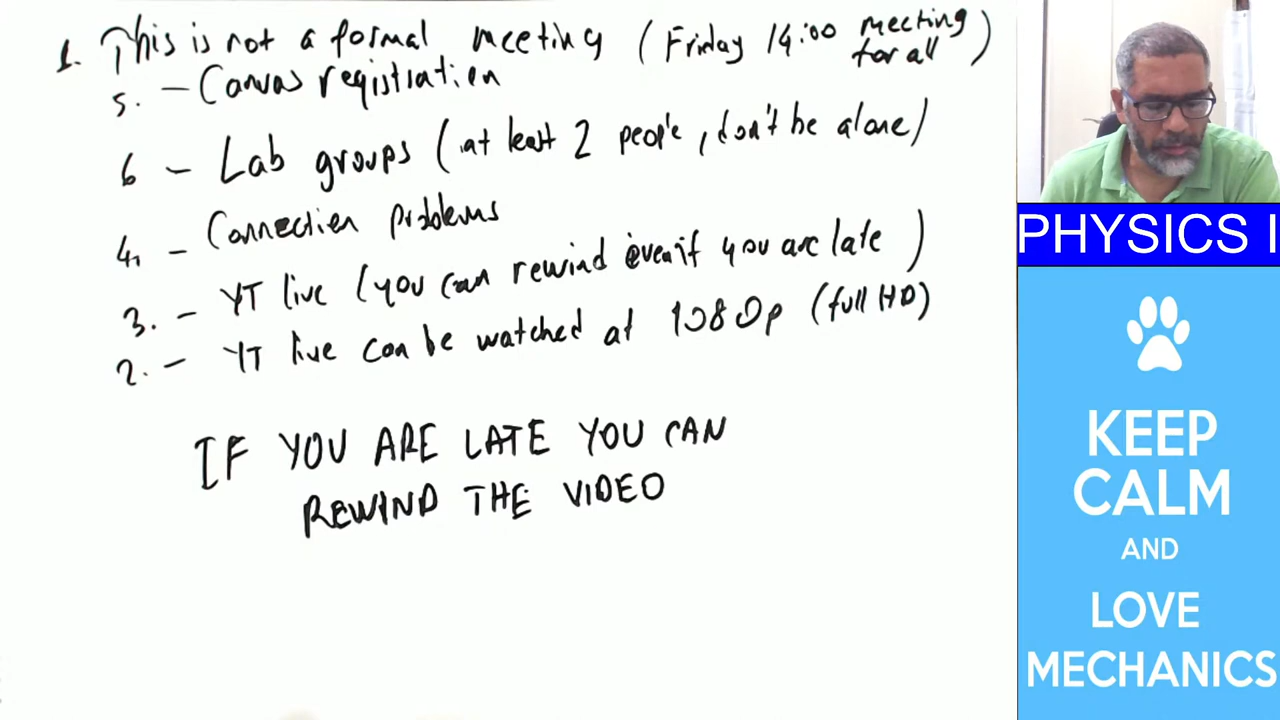 1. This is not a formal meeting (Friday 14:00 meeting for all)
5. - Canvas registration
6 - Lab groups (at least 2 people, don't be alone)
4. - Connection problems
3. - YT live (you can rewind even if you are late)
2. - YT live can be watched at 1080p (full HD)
IF YOU ARE LATE YOU CAN
REWIND THE VIDEO
PHYSICS I
KEEP
CALM
AND
LOVE
MECHANICS